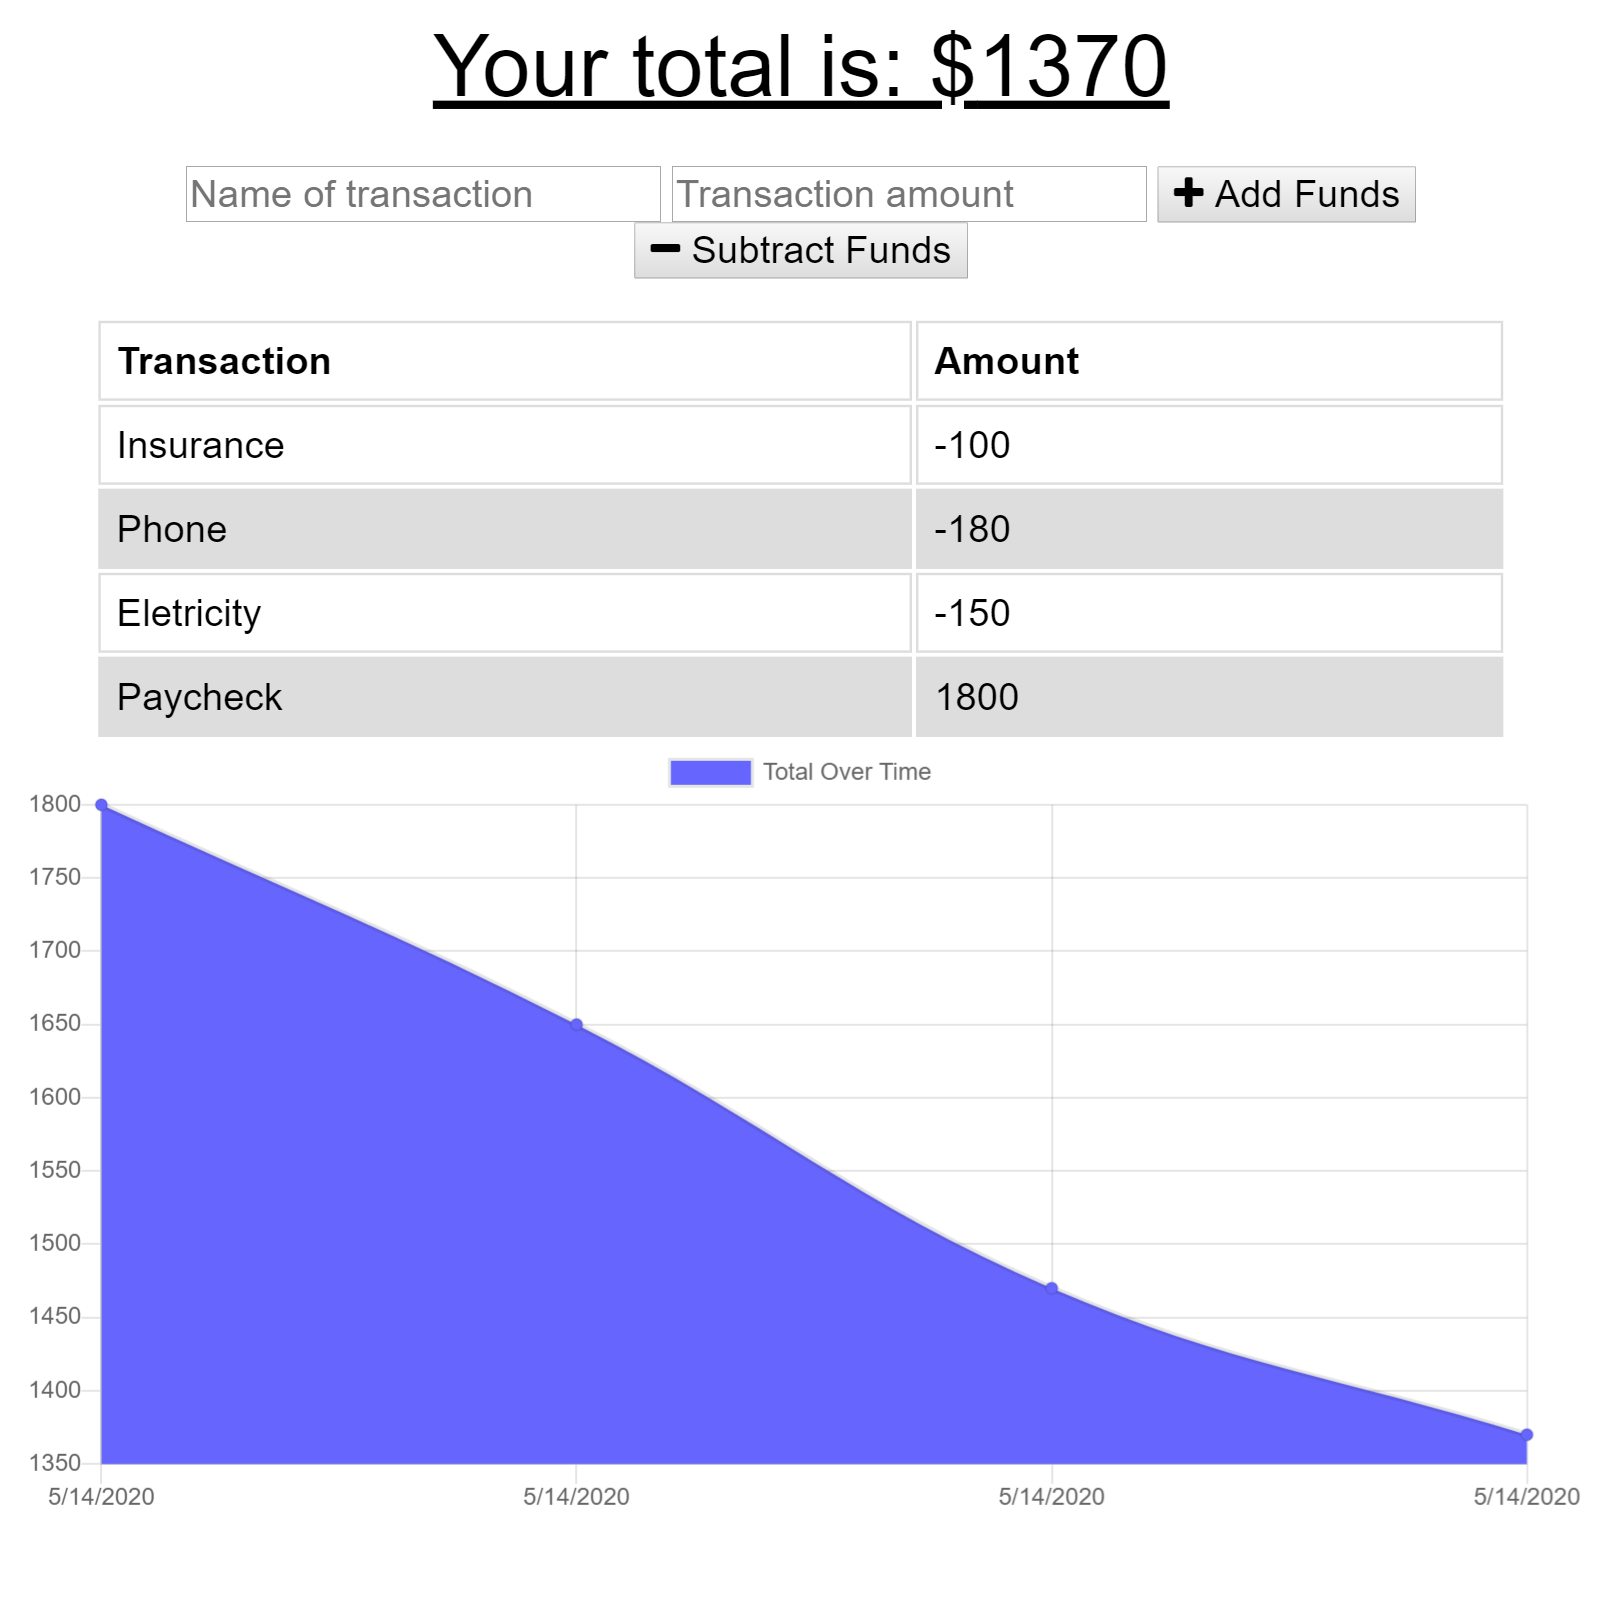 Your total is: $1370
Name of transaction Transaction amount Add Funds
Subtract Funds
Transaction Amount
Insurance -100
Phone -180
Eletricity -150
Paycheck 1800
Total Over Time
1800
1750
1700
1650
1600
1550
1500
1450
1400
1350
5/14/2020 5/14/2020 5/14/2020 5/14/2020